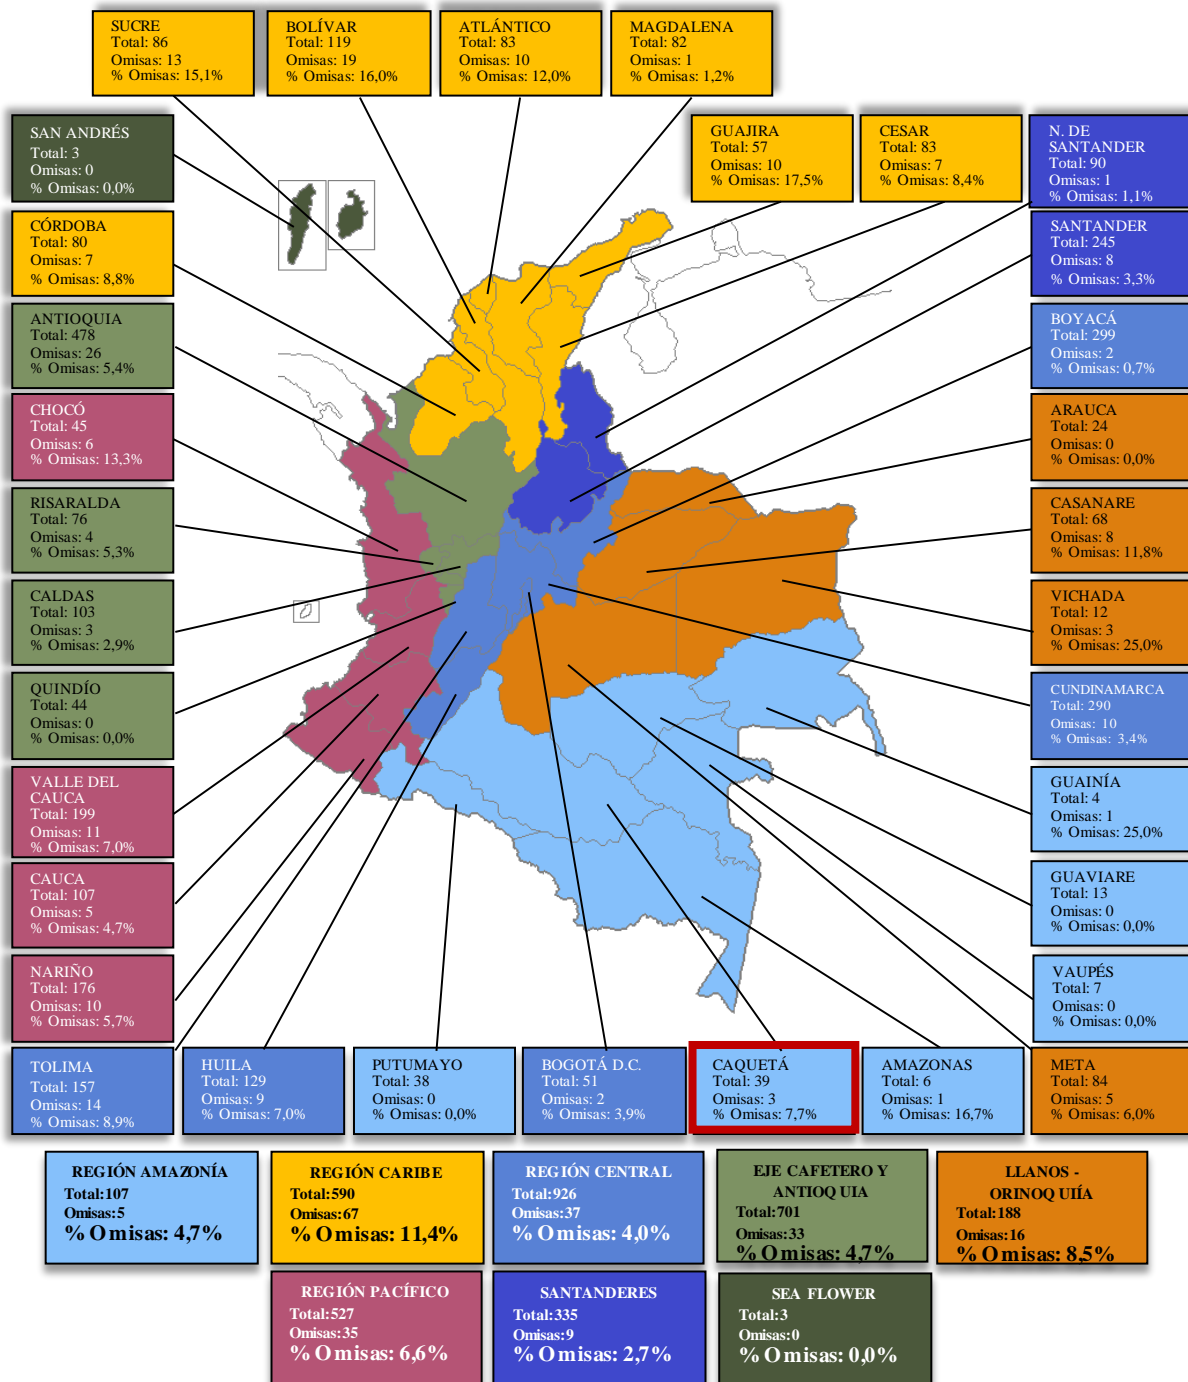 SUCRE
Total: 86
Omisas: 13
% Omisas: 15,1%
BOLÍVAR
Total: 119
Omisas: 19
% Omisas: 16,0%
ATLÁNTICO
Total: 83
Omisas: 10
% Omisas: 12,0%
MAGDALENA
Total: 82
Omisas: 1
% Omisas: 1,2%
SAN ANDRÉS
Total: 3
Omisas: 0
% Omisas: 0,0%
GUAJIRA
Total: 57
Omisas: 10
% Omisas: 17,5%
CESAR
Total: 83
Omisas: 7
% Omisas: 8,4%
N. DE
SANTANDER
Total: 90
Omisas: 1
% Omisas: 1,1%
CÓRDOBA
Total: 80
Omisas: 7
% Omisas: 8,8%
SANTANDER
Total: 245
Omisas: 8
% Omisas: 3,3%
ANTIOQUIA
Total: 478
Omisas: 26
% Omisas: 5,4%
BOYACÁ
Total: 299
Omisas: 2
% Omisas: 0,7%
CHOCÓ
Total: 45
Omisas: 6
% Omisas: 13,3%
ARAUCA
Total: 24
Omisas: 0
% Omisas: 0,0%
RISARALDA
Total: 76
Omisas: 4
% Omisas: 5,3%
CASANARE
Total: 68
Omisas: 8
% Omisas: 11,8%
CALDAS
Total: 103
Omisas: 3
% Omisas: 2,9%
VICHADA
Total: 12
Omisas: 3
% Omisas: 25,0%
QUINDÍO
Total: 44
Omisas: 0
% Omisas: 0,0%
CUNDINAMARCA
Total: 290
Omisas: 10
% Omisas: 3,4%
VALLE DEL
CAUCA
Total: 199
Omisas: 11
% Omisas: 7,0%
GUAINÍA
Total: 4
Omisas: 1
% Omisas: 25,0%
CAUCA
Total: 107
Omisas: 5
% Omisas: 4,7%
GUAVIARE
Total: 13
Omisas: 0
% Omisas: 0,0%
NARIÑO
Total: 176
Omisas: 10
% Omisas: 5,7%
VAUPÉS
Total: 7
Omisas: 0
% Omisas: 0,0%
TOLIMA
Total: 157
Omisas: 14
% Omisas: 8,9%
HUILA
Total: 129
Omisas: 9
% Omisas: 7,0%
PUTUMAYO
Total: 38
Omisas: 0
% Omisas: 0,0%
BOGOTÁ D.C.
Total: 51
Omisas: 2
% Omisas: 3,9%
CAQUETÁ
Total: 39
Omisas: 3
% Omisas: 7,7%
AMAZONAS
Total: 6
Omisas: 1
% Omisas: 16,7%
META
Total: 84
Omisas: 5
% Omisas: 6,0%
REGIÓN AMAZONÍA
Total:107
Omisas:5
% Omisas: 4,7%
REGIÓN CARIBE
Total:590
Omisas:67
% Omisas: 11,4%
REGIÓN CENTRAL
Total:926
Omisas:37
% Omisas: 4,0%
EJE CAFETERO Y
ANTIOQUIA
Total:701
Omisas:33
% Omisas: 4,7%
LLANOS -
ORINOQUIÍA
Total:188
Omisas:16
% Omisas: 8,5%
REGIÓN PACÍFICO
Total:527
Omisas:35
% Omisas: 6,6%
SANTANDERES
Total:335
Omisas:9
% Omisas: 2,7%
SEA FLOWER
Total:3
Omisas:0
% Omisas: 0,0%